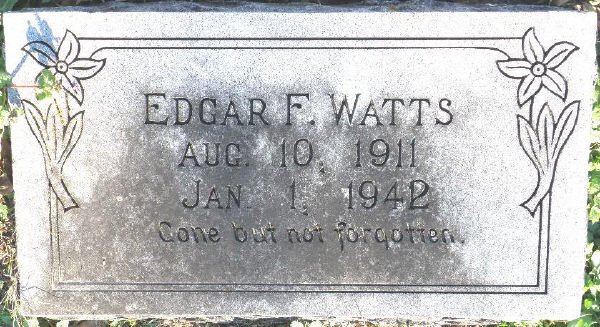 EDGAR F. WATTS
AUG. 10, 1911
JAN. 1, 1942
Gone but not forgotten.